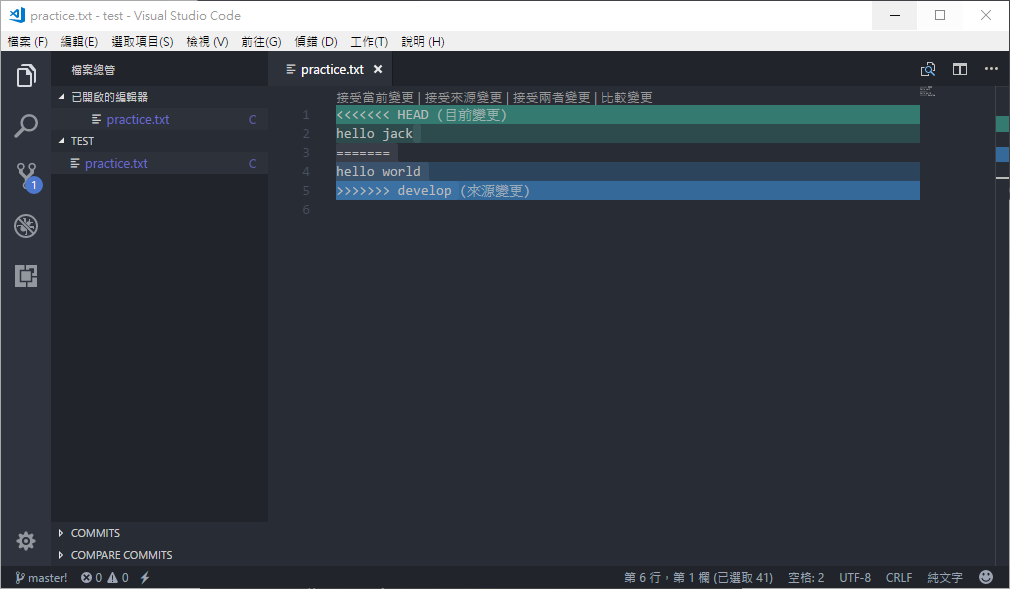 practice.txt - test - Visual Studio Code
檔案 (F) 編輯(E) 選取項目(S) 檢視 (V) 前往(G) 偵錯 (D) 工作(T) 說明 (H)
檔案總管
practice.txt
已開啟的編輯器
practice.txt C
TEST
practice.txt C
1
接受當前變更 | 接受來源變更 | 接受兩者變更 | 比較變更
1 <<<<<<< HEAD (目前變更)
2 hello jack
3 =======
4 hello world
5 >>>>>>> develop (來源變更)
6
COMMITS
COMPARE COMMITS
master! 0 0 第 6 行，第 1 欄 (已選取 41) 空格: 2 UTF-8 CRLF 純文字